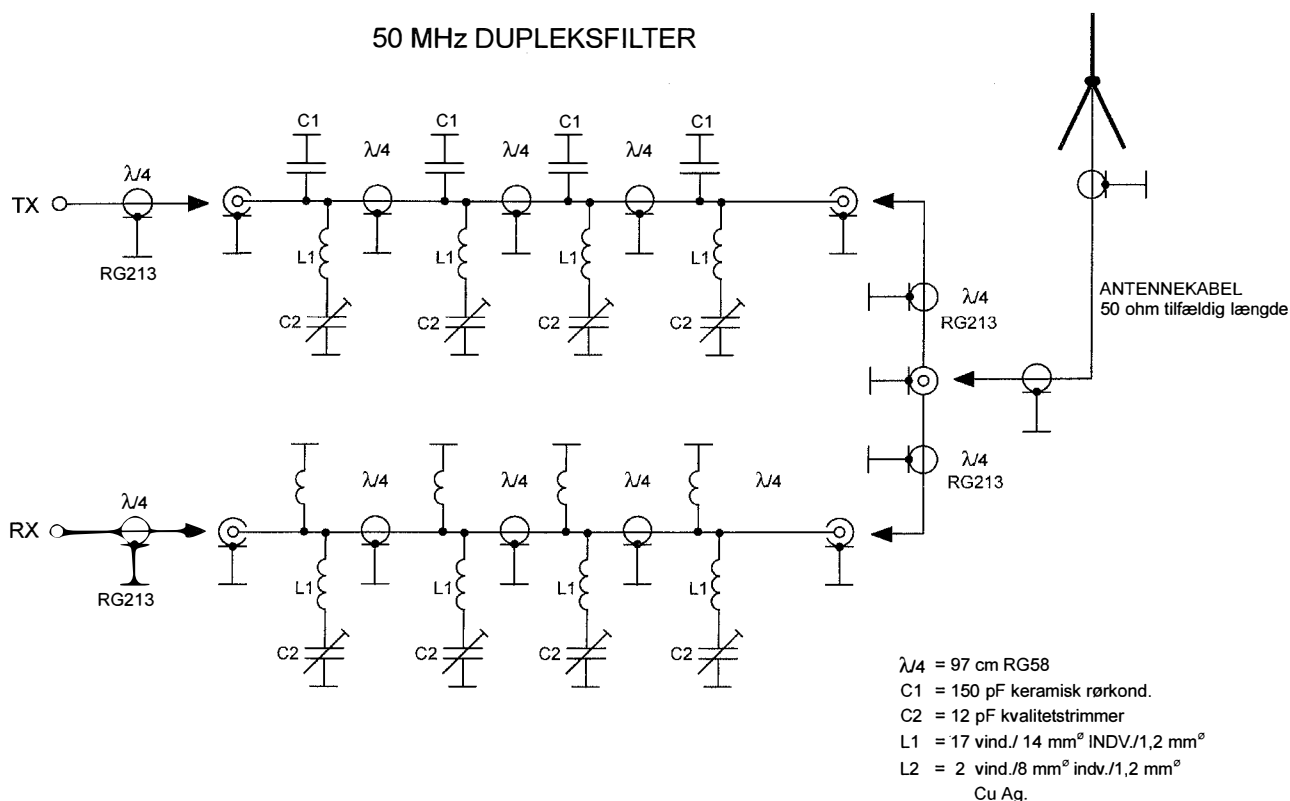 50 MHz DUPLEKSFILTER
C1
C1
C1
C1
λ/4
λ/4
λ/4
λ/4
TX
RG213
L1
L1
L1
L1
C2
C2
C2
C2
λ/4
RG213
ANTENNEKABEL
50 ohm tilfældig længde
λ/4
RG213
λ/4
λ/4
λ/4
λ/4
λ/4
RX
RG213
L1
L1
L1
L1
C2
C2
C2
C2
λ/4 = 97 cm RG58
C1 = 150 pF keramisk rørkond.
C2 = 12 pF kvalitetstrimmer
L1 = 17 vind./ 14 mmø INDV./1,2 mmø
L2 = 2 vind./8 mmø indv./1,2 mmø
Cu Ag.